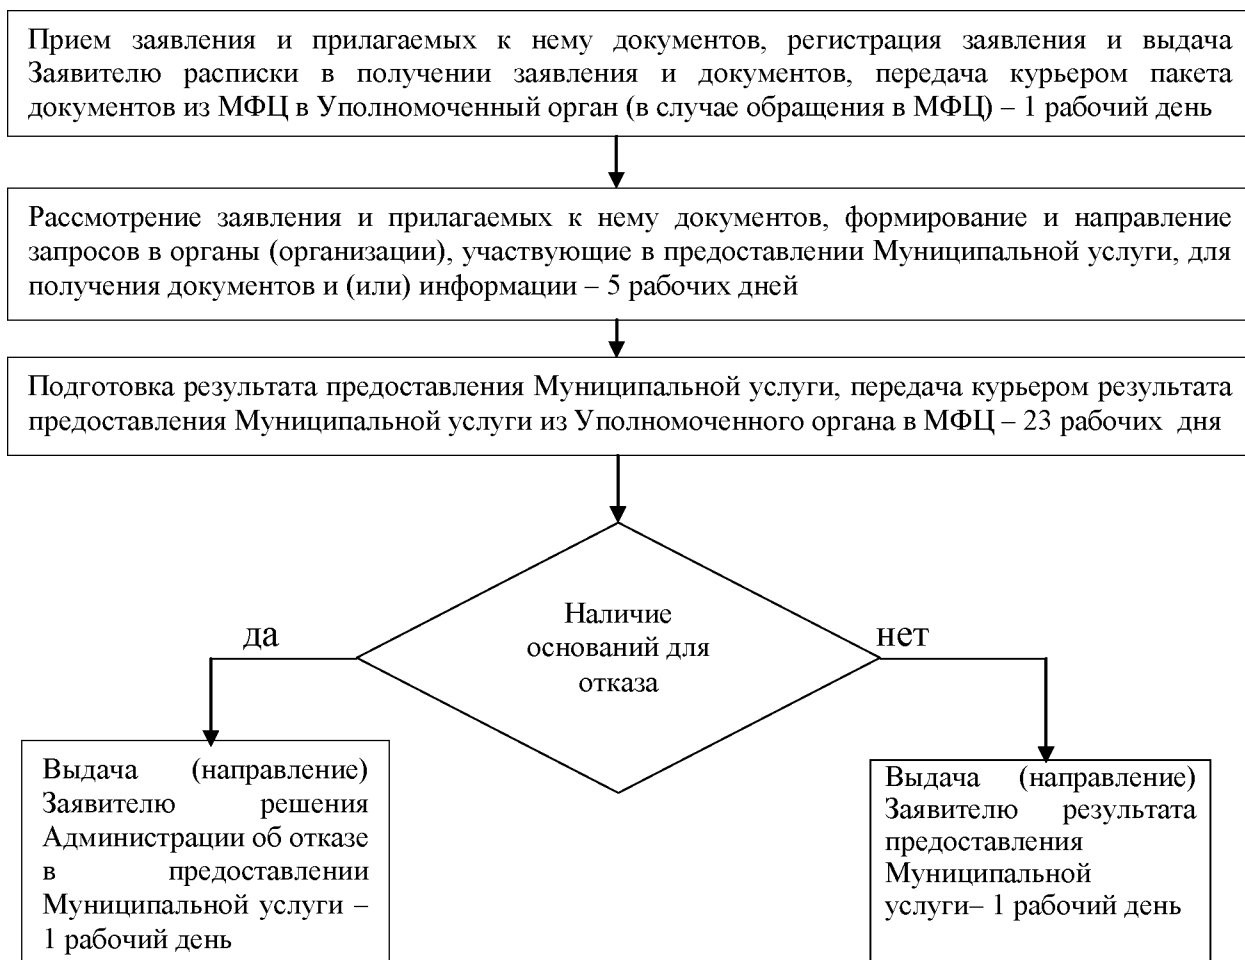 Прием заявления и прилагаемых к нему документов, регистрация заявления и выдача
Заявителю расписки в получении заявления и документов, передача курьером пакета
документов из МФЦ в Уполномоченный орган (в случае обращения в МФЦ) – 1 рабочий день
Рассмотрение заявления и прилагаемых к нему документов, формирование и направление
запросов в органы (организации), участвующие в предоставлении Муниципальной услуги, для
получения документов и (или) информации – 5 рабочих дней
Подготовка результата предоставления Муниципальной услуги, передача курьером результата
предоставления Муниципальной услуги из Уполномоченного органа в МФЦ – 23 рабочих дня
Наличие
оснований для
отказа
да
нет
Выдача (направление)
Заявителю решения
Администрации об отказе
в предоставлении
Муниципальной услуги –
1 рабочий день
Выдача (направление)
Заявителю результата
предоставления
Муниципальной
услуги– 1 рабочий день